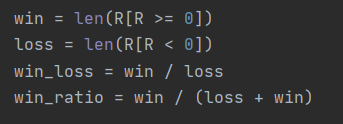 win = len(R[R >= 0])
loss = len(R[R < 0])
win_loss = win / loss
win_ratio = win / (loss + win)